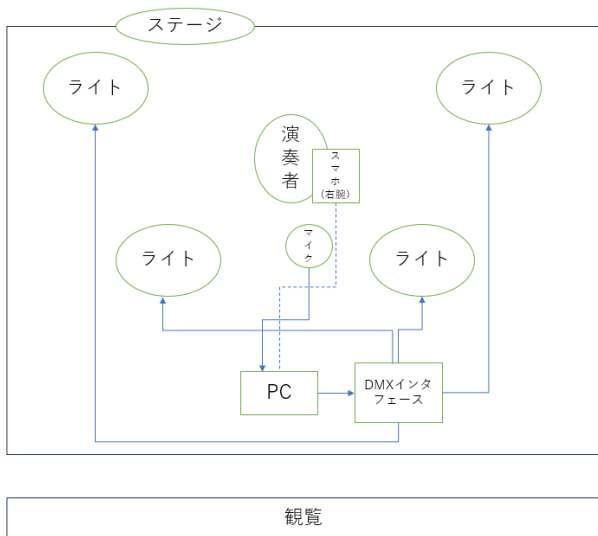 ステージ
ライト
ライト
演奏者
スマホ
（右腕）
マイク
ライト
ライト
PC
DMXインタ
フェース
観覧